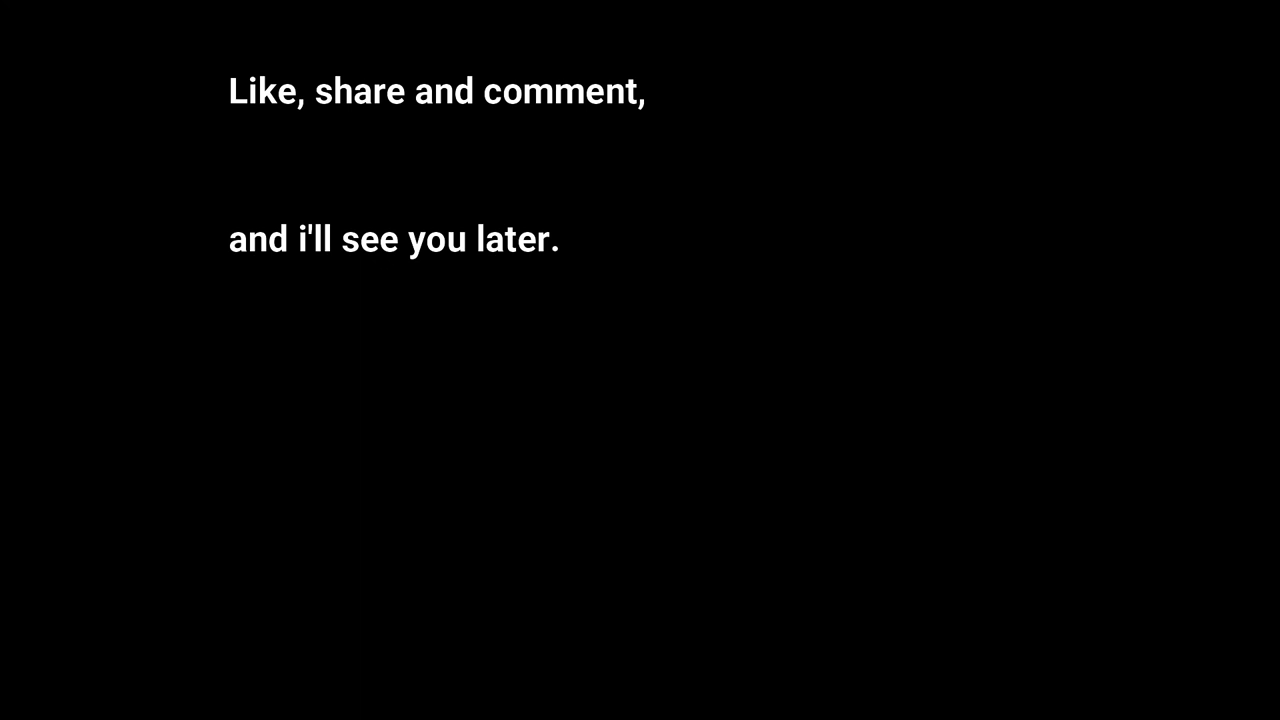 Like, share and comment,
and i'll see you later.